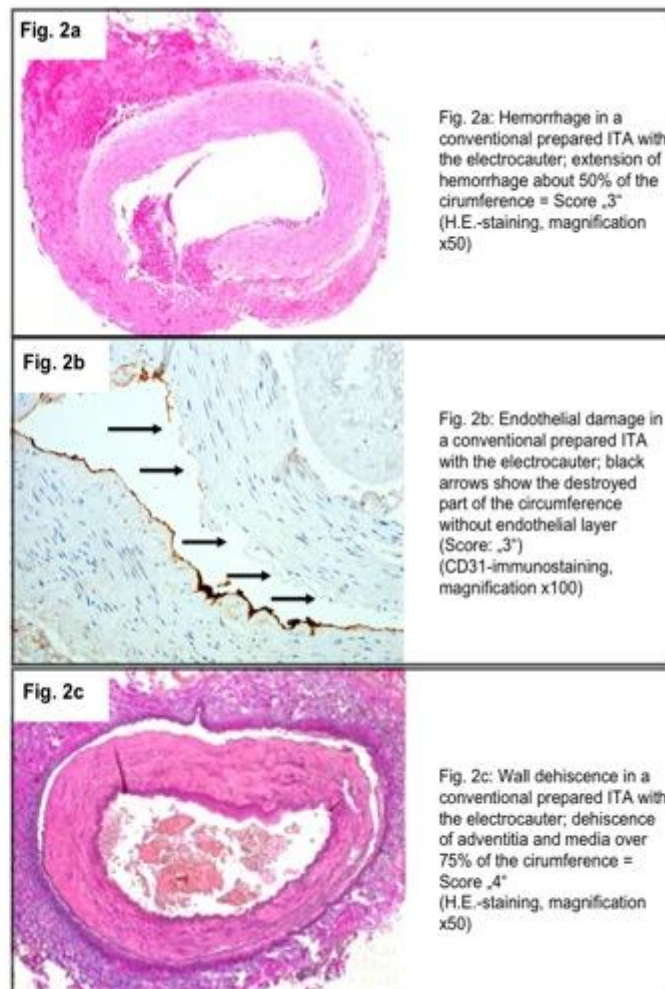 Fig. 2a
Fig. 2a: Hemorrhage in a
conventional prepared ITA with
the electrocauter; extension of
hemorrhage about 50% of the
cirumference = Score „3“
(H.E.-staining, magnification
x50)
Fig. 2b
Fig. 2b: Endothelial damage in
a conventional prepared ITA
with the electrocauter; black
arrows show the destroyed
part of the circumference
without endothelial layer
(Score: „3“)
(CD31-immunostaining,
magnification x100)
Fig. 2c
Fig. 2c: Wall dehiscence in a
conventional prepared ITA with
the electrocauter; dehiscence
of adventitia and media over
75% of the cirumference =
Score „4“
(H.E.-staining, magnification
x50)